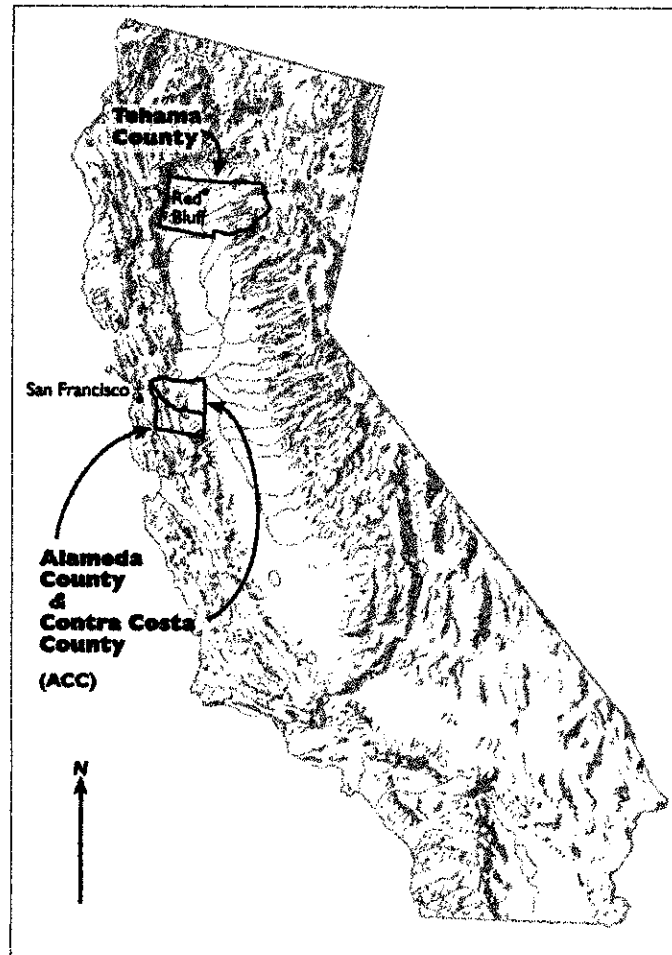 Tehama
County
Red
Bluff
San Francisco
Alameda
County
&
Contra Costa
County
(ACC)
N